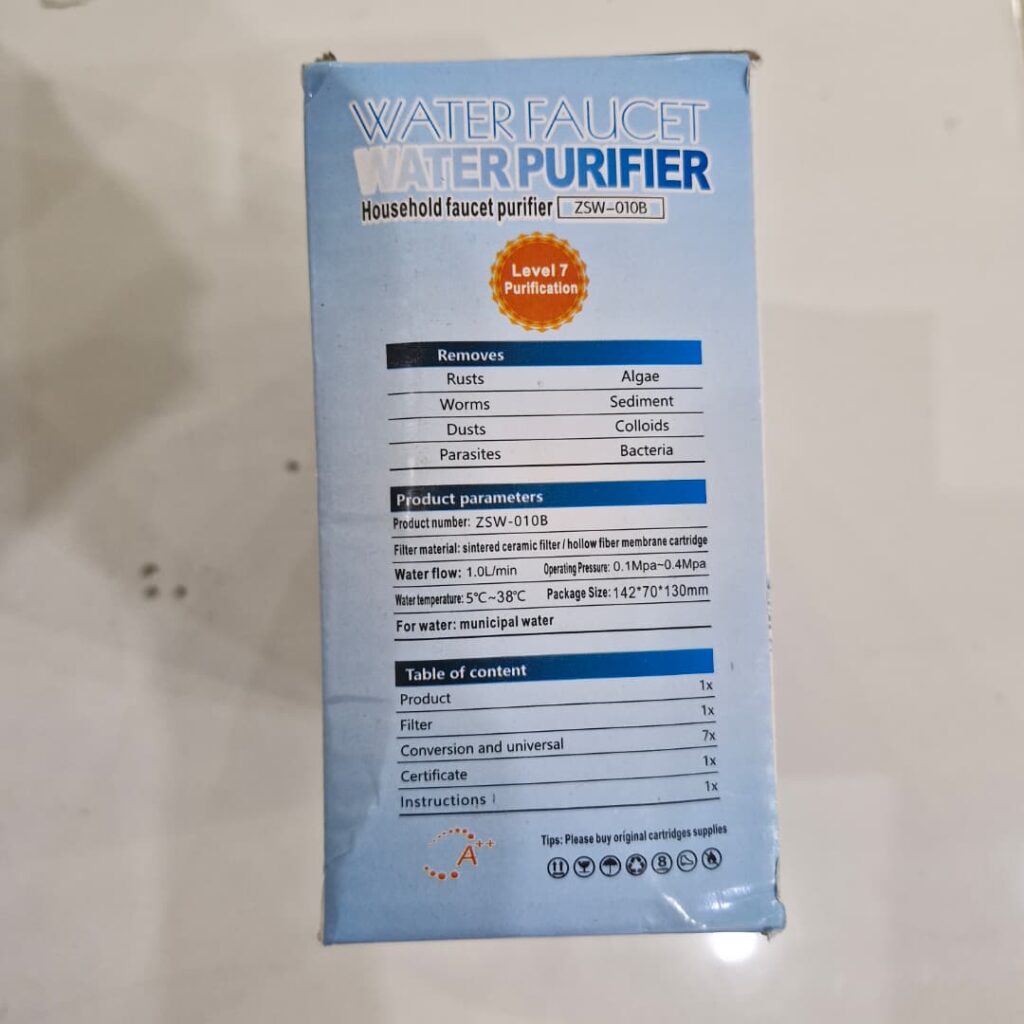 WATER FAUCET
WATER PURIFIER
Household faucet purifier ZSW-010B
Level 7
Purification
Removes
Rusts Algae
Worms Sediment
Dusts Colloids
Parasites Bacteria
Product parameters
Product number: ZSW-010B
Filter material: sintered ceramic filter / hollow fiber membrane cartridge
Water flow: 1.0L/min Operating Pressure: 0.1Mpa~0.4Mpa
Water temperature: 5℃~38℃ Package Size: 142*70*130mm
For water: municipal water
Table of content
Product 1x
Filter 1x
Conversion and universal 7x
Certificate 1x
Instructions 1x
A++
Tips: Please buy original cartridges supplies
8